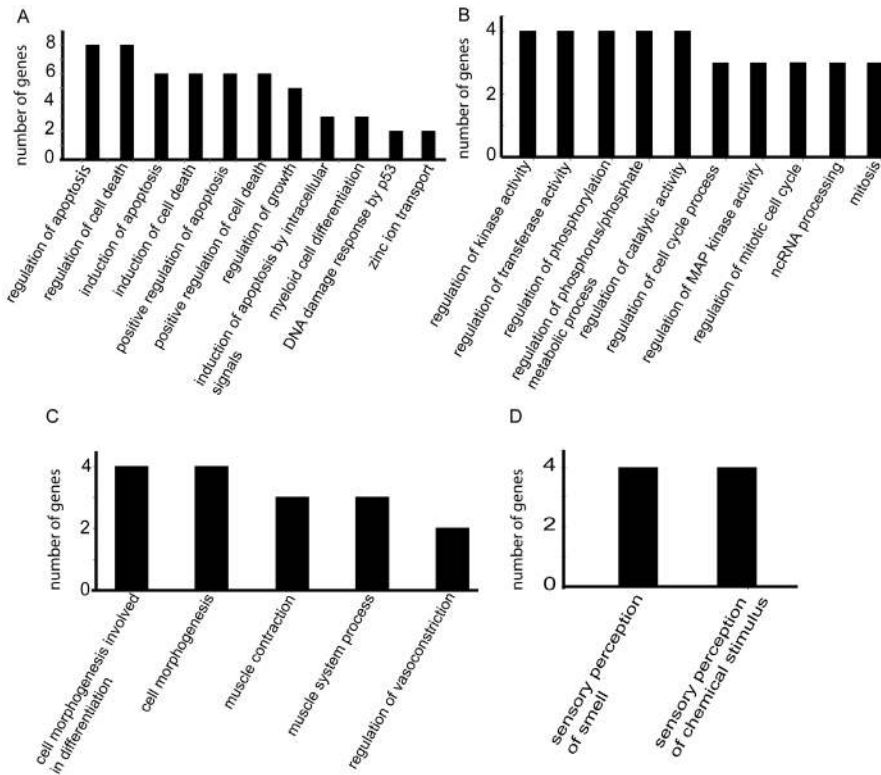 A
number of genes
8
6
4
2
0
regulation of apoptosis
regulation of cell death
induction of apoptosis
induction of cell death
positive regulation of apoptosis
positive regulation of cell death
regulation of growth
induction of apoptosis by intracellular
signals
myeloid cell differentiation
DNA damage response by p53
zinc ion transport
B
number of genes
4
2
0
regulation of kinase activity
regulation of transferase activity
regulation of phosphorylation
regulation of phosphorus/phosphate
metabolic process
regulation of catalytic activity
regulation of cell cycle process
regulation of MAP kinase activity
regulation of mitotic cell cycle
ncRNA processing
mitosis
C
number of genes
4
2
0
cell morphogenesis involved
in differentiation
cell morphogenesis
muscle contraction
muscle system process
regulation of vasoconstriction
D
number of genes
4
2
0
sensory perception
of smell
sensory perception
of chemical stimulus